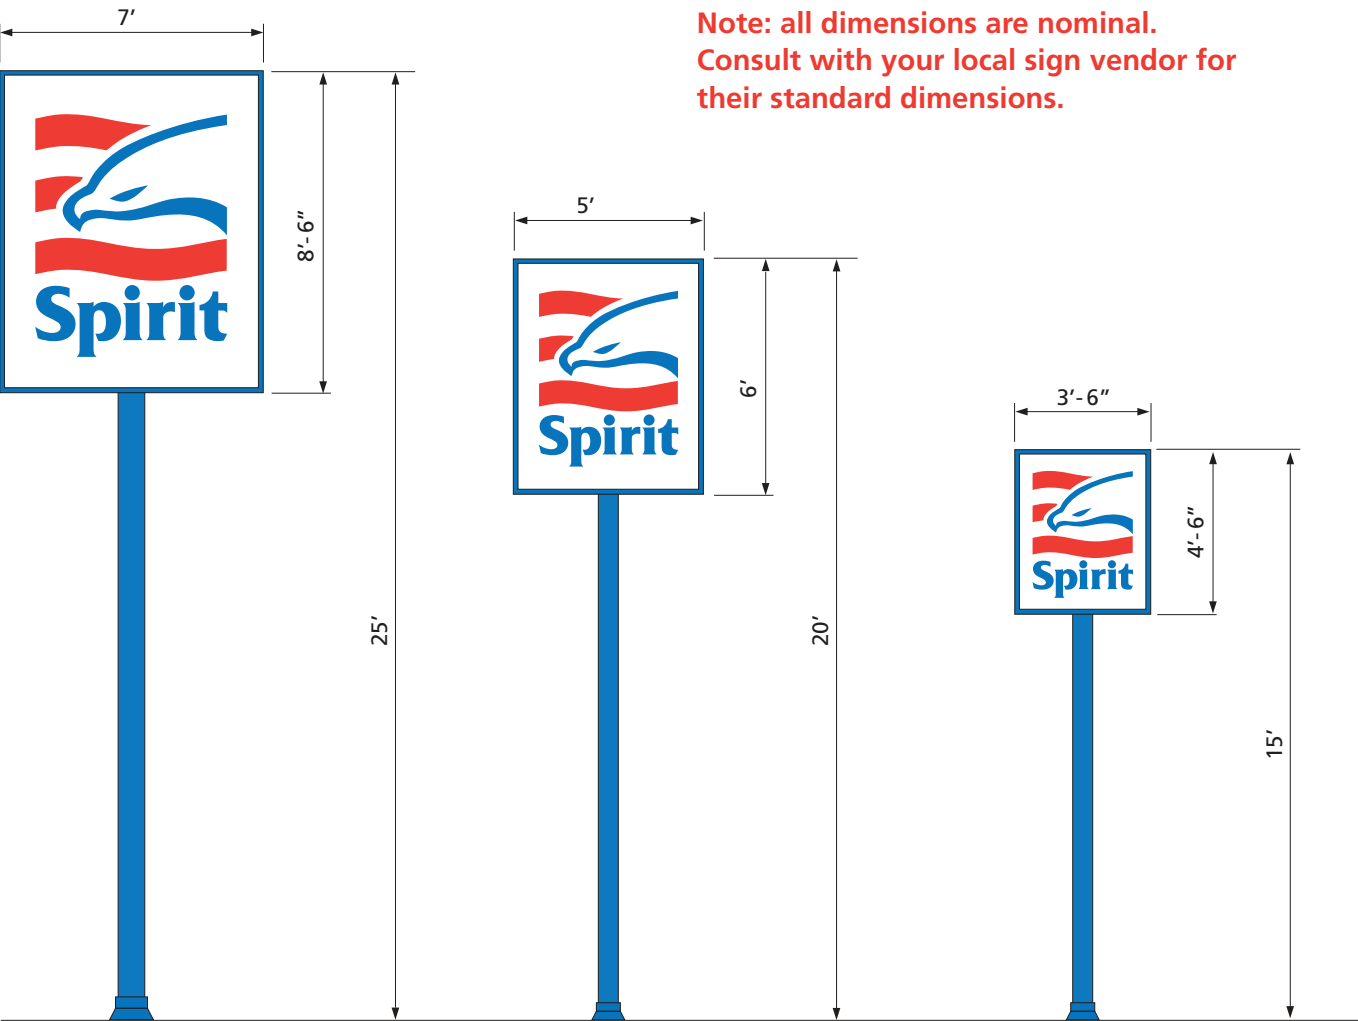 Note: all dimensions are nominal.
Consult with your local sign vendor for
their standard dimensions.
7’
8’- 6”
25’
Spirit
5’
6’
20’
Spirit
3’- 6”
4’- 6”
15’
Spirit